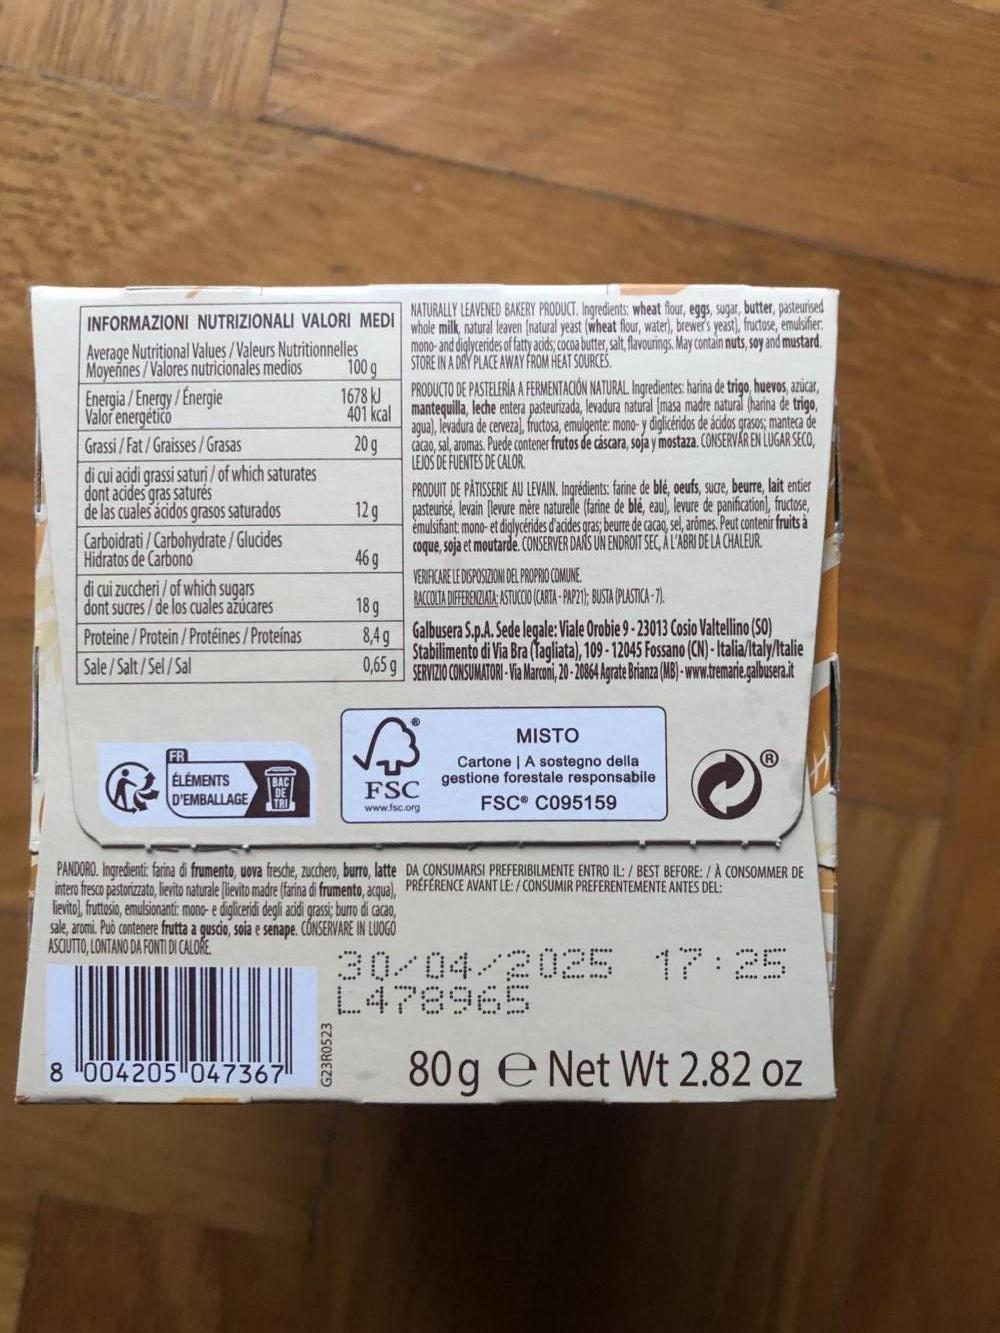 INFORMAZIONI NUTRIZIONALI VALORI MEDI
Average Nutritional Values / Valeurs Nutritionnelles
Moyennes / Valores nutricionales medios 100 g
Energia / Energy / Énergie 1678 kJ
Valor energético 401 kcal
Grassi / Fat / Graisses / Grasas 20 g
di cui acidi grassi saturi / of which saturates
dont acides gras saturés
de las cuales ácidos grasos saturados 12 g
Carboidrati / Carbohydrate / Glucides
Hidratos de Carbono 46 g
di cui zuccheri / of which sugars
dont sucres / de los cuales azúcares 18 g
Proteine / Protein / Protéines / Proteínas 8,4 g
Sale / Salt / Sel / Sal 0,65 g
NATURALLY LEAVENED BAKERY PRODUCT. Ingredients: wheat flour, eggs, sugar, butter, pasteurised
whole milk, natural leaven [natural yeast (wheat flour, water), brewer's yeast], fructose, emulsifier:
mono- and diglycerides of fatty acids; cocoa butter, salt, flavourings. May contain nuts, soy and mustard.
STORE IN A DRY PLACE AWAY FROM HEAT SOURCES.
PRODUCTO DE PASTELERÍA A FERMENTACIÓN NATURAL. Ingredientes: harina de trigo, huevos, azúcar,
mantequilla, leche entera pasteurizada, levadura natural [masa madre natural (harina de trigo,
agua), levadura de cerveza], fructosa, emulgente: mono- y diglicéridos de ácidos grasos; manteca de
cacao, sal, aromas. Puede contener frutos de cáscara, soja y mostaza. CONSERVAR EN LUGAR SECO,
LEJOS DE FUENTES DE CALOR.
PRODUIT DE PÂTISSERIE AU LEVAIN. Ingrédients: farine de blé, oeufs, sucre, beurre, lait entier
pasteurisé, levain [levure mère naturelle (farine de blé, eau), levure de panification], fructose,
émulsifiant: mono- et diglycérides d'acides gras; beurre de cacao, sel, arômes. Peut contenir fruits à
coque, soja et moutarde. CONSERVER DANS UN ENDROIT SEC, À L'ABRI DE LA CHALEUR.
VERIFICARE LE DISPOSIZIONI DEL PROPRIO COMUNE.
RACCOLTA DIFFERENZIATA: ASTUCCIO (CARTA - PAP21); BUSTA (PLASTICA - 7).
Galbusera S.p.A. Sede legale: Viale Orobie 9 - 23013 Cosio Valtellino (SO)
Stabilimento di Via Bra (Tagliata), 109 - 12045 Fossano (CN) - Italia/Italy/Italie
SERVIZIO CONSUMATORI - Via Marconi, 20 - 20864 Agrate Brianza (MB) - www.tremarie.galbusera.it
FR
ÉLÉMENTS
D'EMBALLAGE
BAC
DE
TRI
FSC
www.fsc.org
MISTO
Cartone | A sostegno della
gestione forestale responsabile
FSC® C095159
PANDORO. Ingredienti: farina di frumento, uova fresche, zucchero, burro, latte
intero fresco pastorizzato, lievito naturale [lievito madre (farina di frumento, acqua),
lievito], fruttosio, emulsionanti: mono- e digliceridi degli acidi grassi; burro di cacao,
sale, aromi. Può contenere frutta a guscio, soia e senape. CONSERVARE IN LUOGO
ASCIUTTO, LONTANO DA FONTI DI CALORE.
DA CONSUMARSI PREFERIBILMENTE ENTRO IL: / BEST BEFORE: / À CONSOMMER DE
PRÉFÉRENCE AVANT LE: / CONSUMIR PREFERENTEMENTE ANTES DEL:
30/04/2025 17:25
L478965
8 004205 047367
G23R0523
80 g e Net Wt 2.82 oz